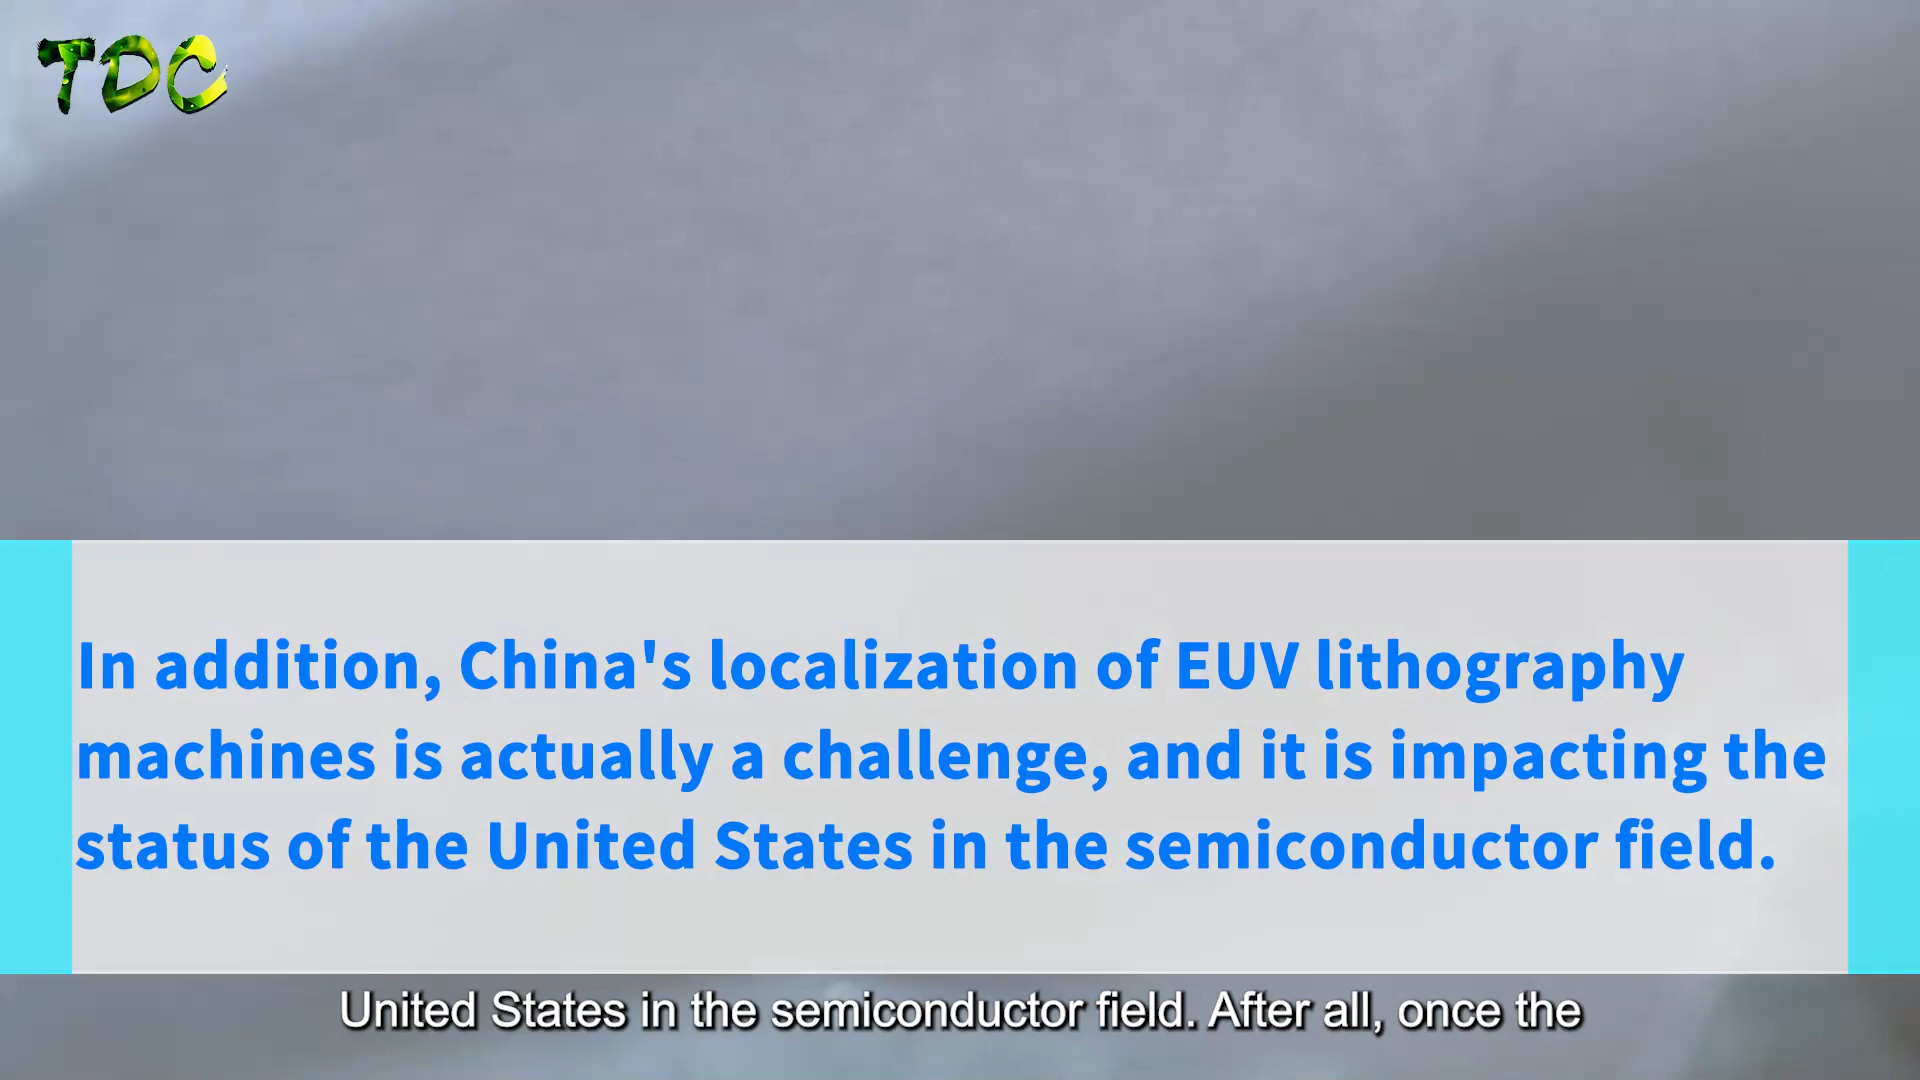 TDC
In addition, China's localization of EUV lithography
machines is actually a challenge, and it is impacting the
status of the United States in the semiconductor field.
United States in the semiconductor field. After all, once the